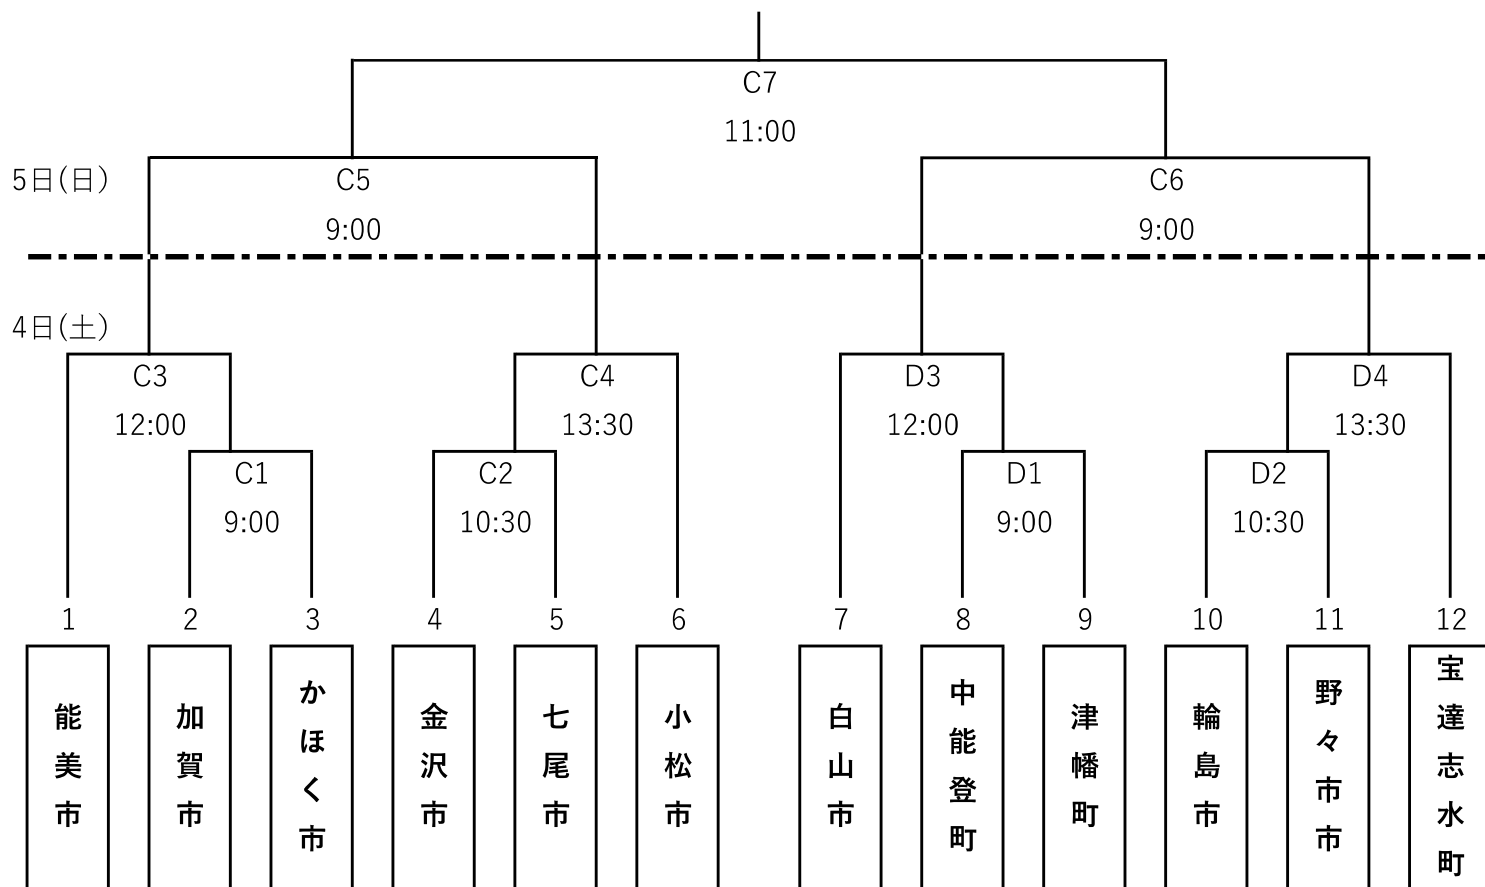 C7
11:00
5日(日)
C5
C6
9:00
9:00
4日(土)
C3
C4
D3
D4
12:00
13:30
12:00
13:30
C1
C2
D1
D2
9:00
10:30
9:00
10:30
1
2
3
4
5
6
7
8
9
10
11
12
能美市
加賀市
かほく市
金沢市
七尾市
小松市
白山市
中能登町
津幡町
輪島市
野々市市
宝達志水町